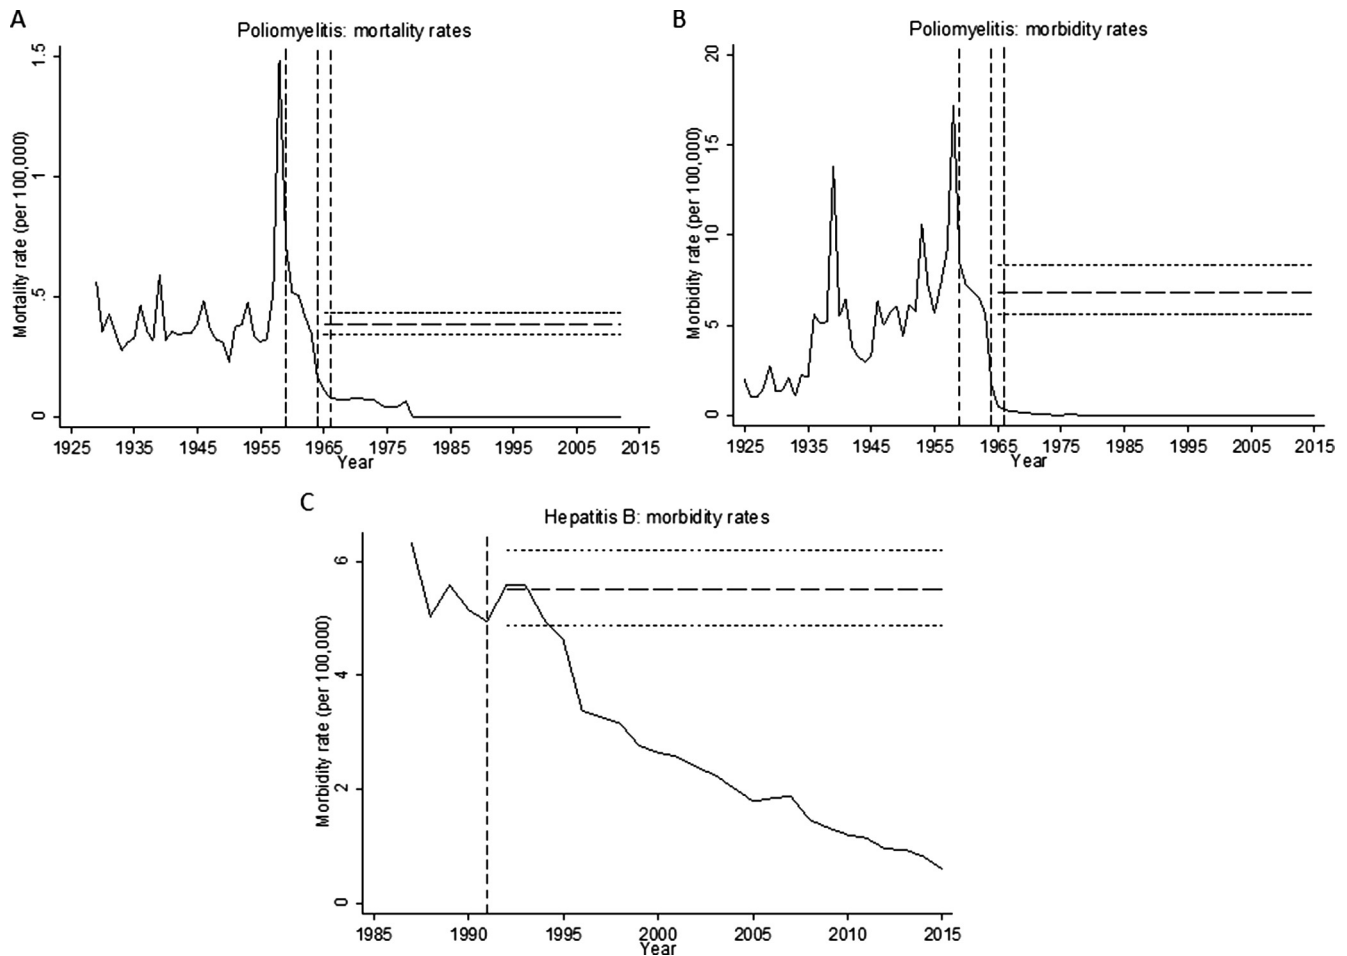 A
Poliomyelitis: mortality rates
Mortality rate (per 100,000)
1.5
1
.5
0
1925 1935 1945 1955 1965 1975 1985 1995 2005 2015
Year
B
Poliomyelitis: morbidity rates
Morbidity rate (per 100,000)
20
15
10
5
0
1925 1935 1945 1955 1965 1975 1985 1995 2005 2015
Year
C
Hepatitis B: morbidity rates
Morbidity rate (per 100,000)
6
4
2
0
1985 1990 1995 2000 2005 2010 2015
Year